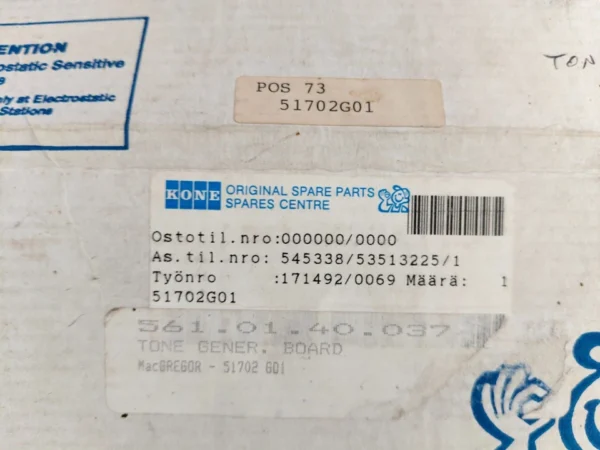 ENTION
ostatic Sensitive
s
nly at Electrostatic
Stations
TON
POS 73
51702G01
KONE ORIGINAL SPARE PARTS
SPARES CENTRE
Ostotil.nro:000000/0000
As.til.nro: 545338/53513225/1
Työnro :171492/0069 Määrä: 1
51702G01
561.01.40.037
TONE GENER. BOARD
MacGREGOR - 51702 G01